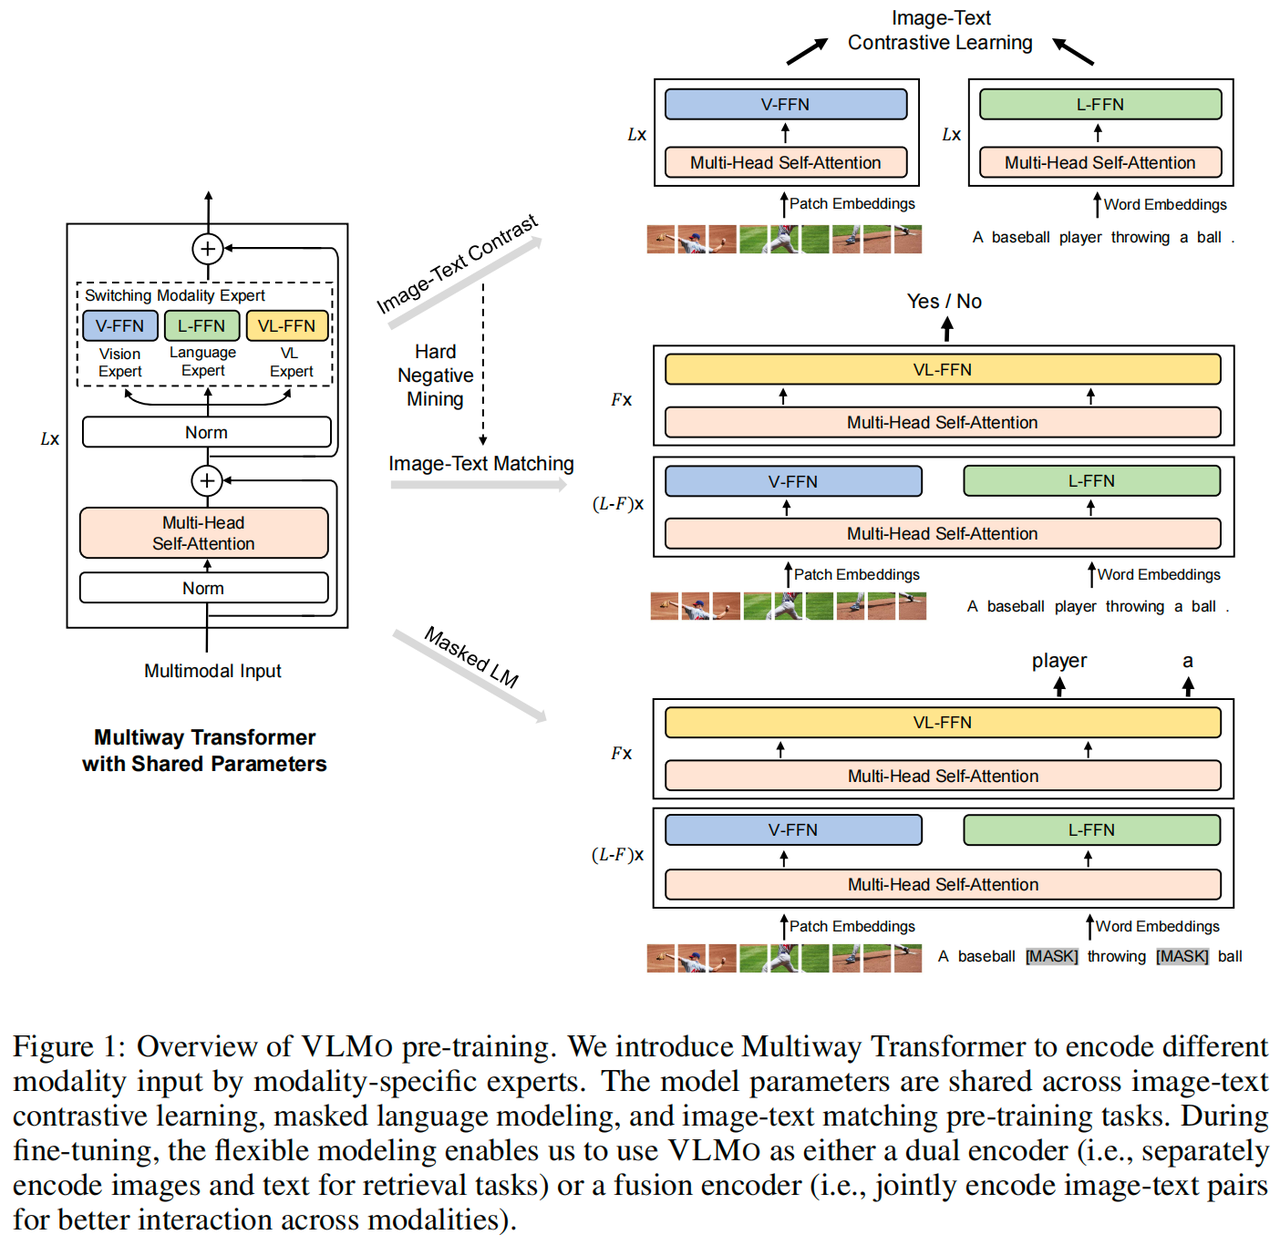 Image-Text
Contrastive Learning
V-FFN
L-FFN
Lx
Lx
Multi-Head Self-Attention
Multi-Head Self-Attention
Patch Embeddings
Word Embeddings
A baseball player throwing a ball .
Switching Modality Expert
V-FFN
L-FFN
VL-FFN
Vision
Expert
Language
Expert
VL
Expert
Norm
Lx
Multi-Head
Self-Attention
Norm
Multimodal Input
Multiway Transformer
with Shared Parameters
Image-Text Contrast
Hard
Negative
Mining
Image-Text Matching
Masked LM
Yes / No
VL-FFN
Fx
Multi-Head Self-Attention
V-FFN
L-FFN
(L-F)x
Multi-Head Self-Attention
Patch Embeddings
Word Embeddings
A baseball player throwing a ball .
player
a
VL-FFN
Fx
Multi-Head Self-Attention
V-FFN
L-FFN
(L-F)x
Multi-Head Self-Attention
Patch Embeddings
Word Embeddings
A baseball [MASK] throwing [MASK] ball
Figure 1: Overview of VLMO pre-training. We introduce Multiway Transformer to encode different
modality input by modality-specific experts. The model parameters are shared across image-text
contrastive learning, masked language modeling, and image-text matching pre-training tasks. During
fine-tuning, the flexible modeling enables us to use VLMO as either a dual encoder (i.e., separately
encode images and text for retrieval tasks) or a fusion encoder (i.e., jointly encode image-text pairs
for better interaction across modalities).